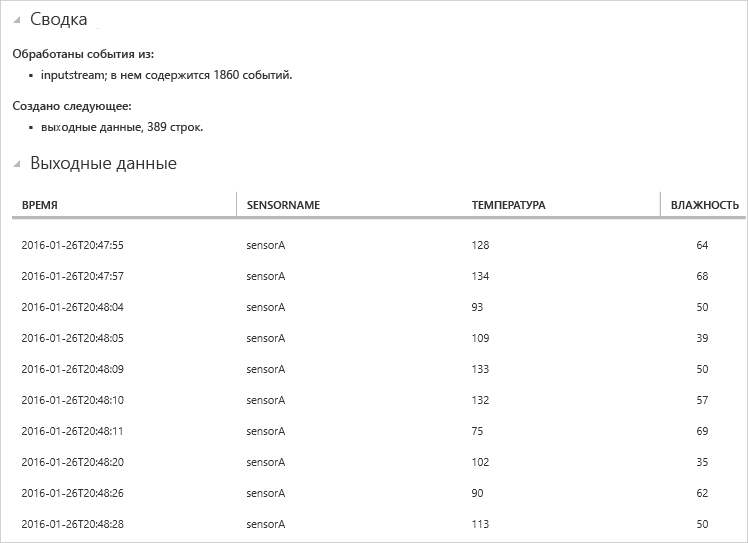 Сводка
Обработаны события из:
▪ inputstream; в нем содержится 1860 событий.
Создано следующее:
▪ выходные данные, 389 строк.
Выходные данные
ВРЕМЯ SENSORNAME ТЕМПЕРАТУРА ВЛАЖНОСТЬ
2016-01-26T20:47:55 sensorA 128 64
2016-01-26T20:47:57 sensorA 134 68
2016-01-26T20:48:04 sensorA 93 50
2016-01-26T20:48:05 sensorA 109 39
2016-01-26T20:48:09 sensorA 133 50
2016-01-26T20:48:10 sensorA 132 57
2016-01-26T20:48:11 sensorA 75 69
2016-01-26T20:48:20 sensorA 102 35
2016-01-26T20:48:26 sensorA 90 62
2016-01-26T20:48:28 sensorA 113 50